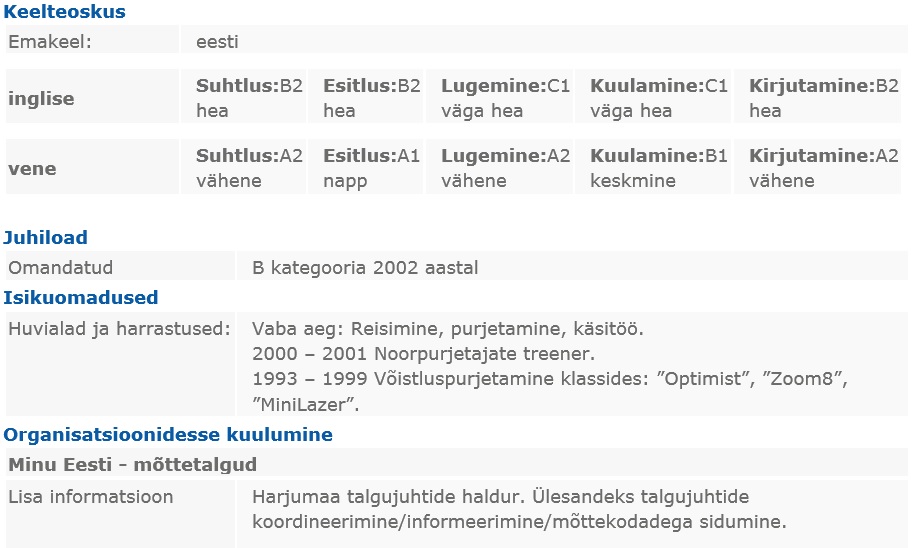 Keelteoskus
Emakeel: eesti
inglise
Suhtlus:B2 Esitlus:B2 Lugemine:C1 Kuulamine:C1 Kirjutamine:B2
hea hea väga hea väga hea hea
vene
Suhtlus:A2 Esitlus:A1 Lugemine:A2 Kuulamine:B1 Kirjutamine:A2
vähene napp vähene keskmine vähene
Juhiload
Omandatud B kategooria 2002 aastal
Isikuomadused
Huvialad ja harrastused: Vaba aeg: Reisimine, purjetamine, käsitöö.
2000 – 2001 Noorpurjetajate treener.
1993 – 1999 Võistluspurjetamine klassides: ”Optimist”, ”Zoom8”,
”MiniLazer”.
Organisatsioonidesse kuulumine
Minu Eesti - mõttetalgud
Lisa informatsioon Harjumaa talgujuhtide haldur. Ülesandeks talgujuhtide
koordineerimine/informeerimine/mõttekodadega sidumine.